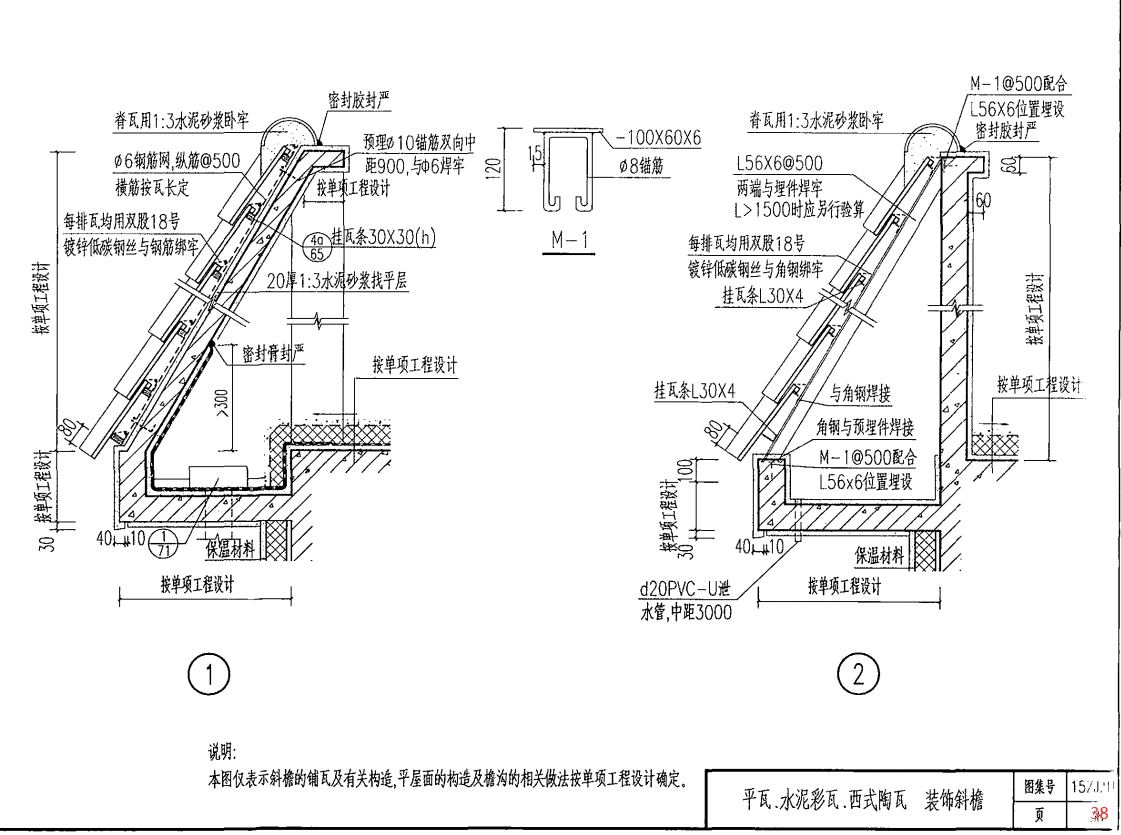 密封胶封严
脊瓦用1:3水泥砂浆卧牢
预埋ø10锚筋双向中
距900,与Φ6焊牢
ø6钢筋网,纵筋@500
横筋按瓦长定
按单项工程设计
每排瓦均用双股18号
镀锌低碳钢丝与钢筋绑牢
4a
65
挂瓦条30X30(h)
20厚1:3水泥砂浆找平层
按单项工程设计
密封膏封严
按单项工程设计
>300
80
按单项工程设计
30
40
10
1
71
保温材料
按单项工程设计
1
120
15
-100X60X6
ø8锚筋
M-1
M-1@500配合
L56X6位置埋设
密封胶封严
脊瓦用1:3水泥砂浆卧牢
L56X6@500
两端与埋件焊牢
L>1500时应另行验算
60
60
每排瓦均用双股18号
镀锌低碳钢丝与角钢绑牢
挂瓦条L30X4
按单项工程设计
按单项工程设计
挂瓦条L30X4
与角钢焊接
80
角钢与预埋件焊接
M-1@500配合
L56x6位置埋设
100
按单项工程设计
30
40
10
保温材料
d20PVC-U泄
水管,中距3000
按单项工程设计
2
说明:
本图仅表示斜檐的铺瓦及有关构造,平屋面的构造及檐沟的相关做法按单项工程设计确定。
平瓦、水泥彩瓦、西式陶瓦 装饰斜檐
图集号
页
38